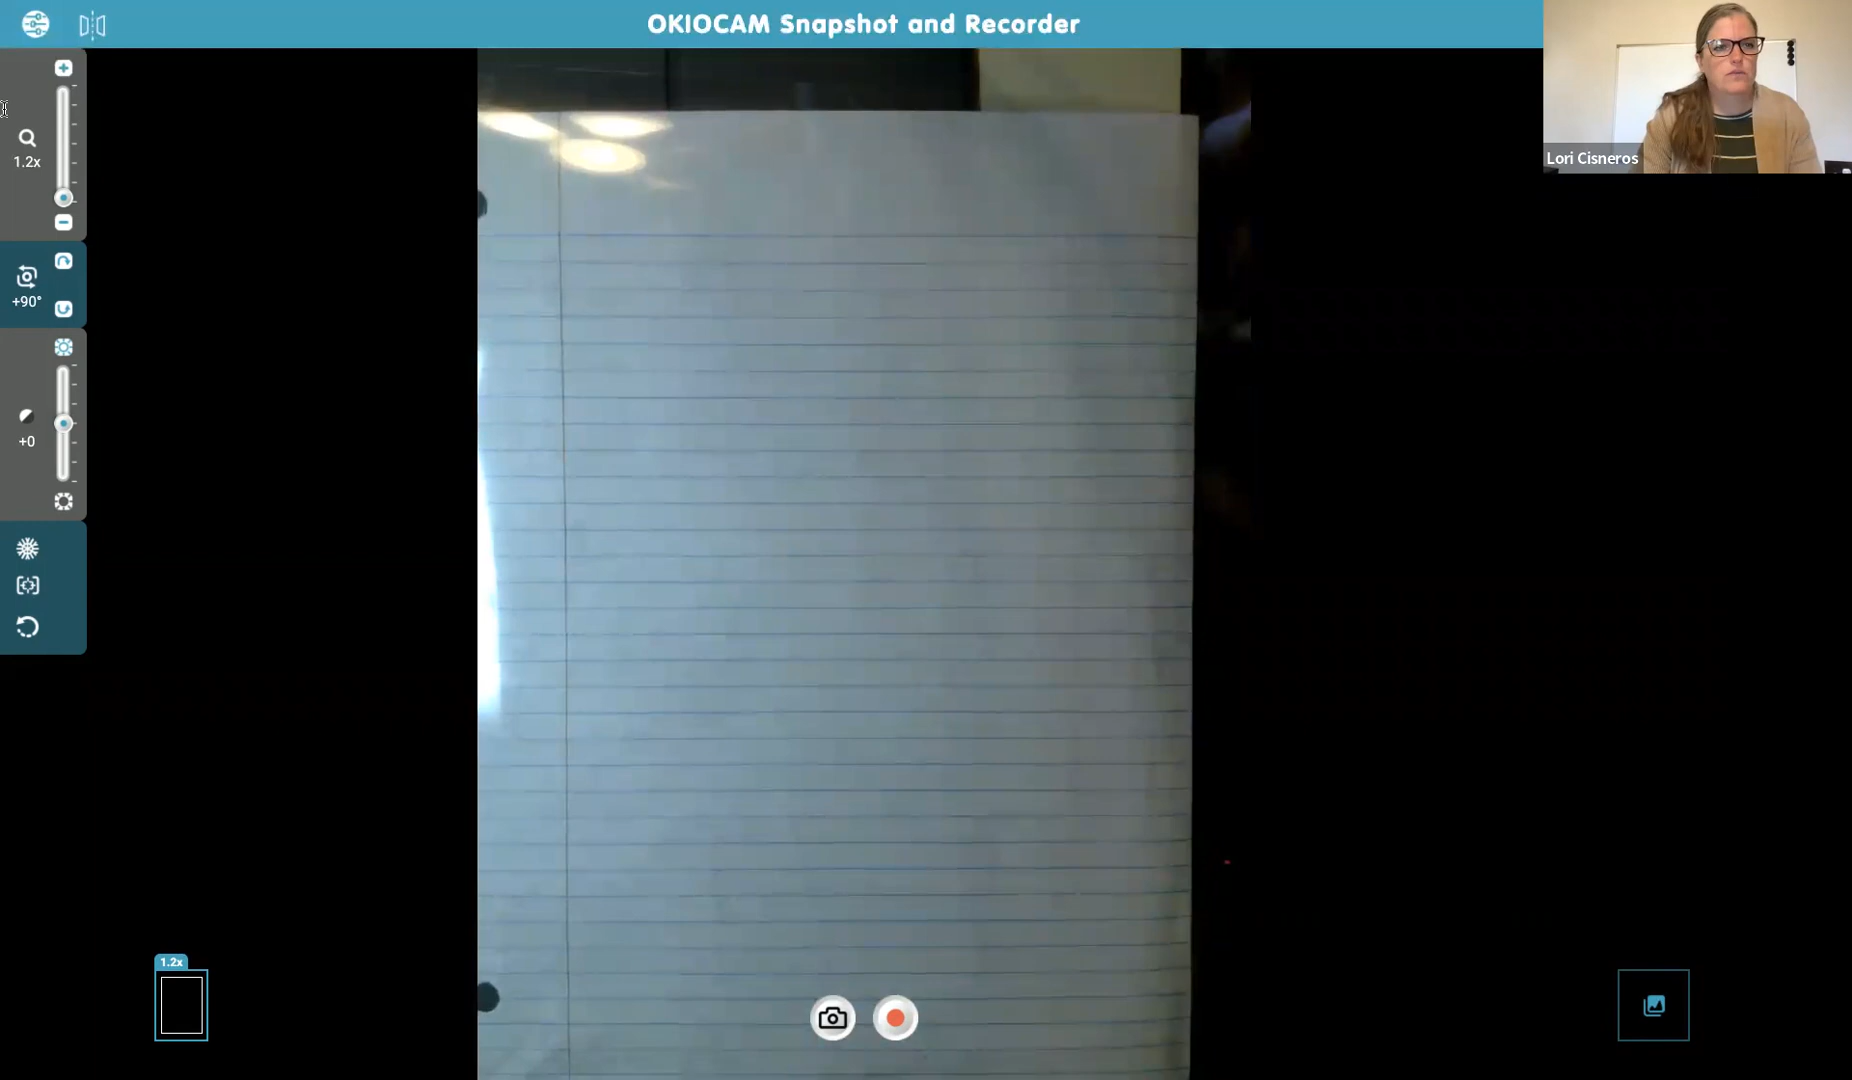 OKIOCAM Snapshot and Recorder
Lori Cisneros
1.2x
+90°
+0
1.2x